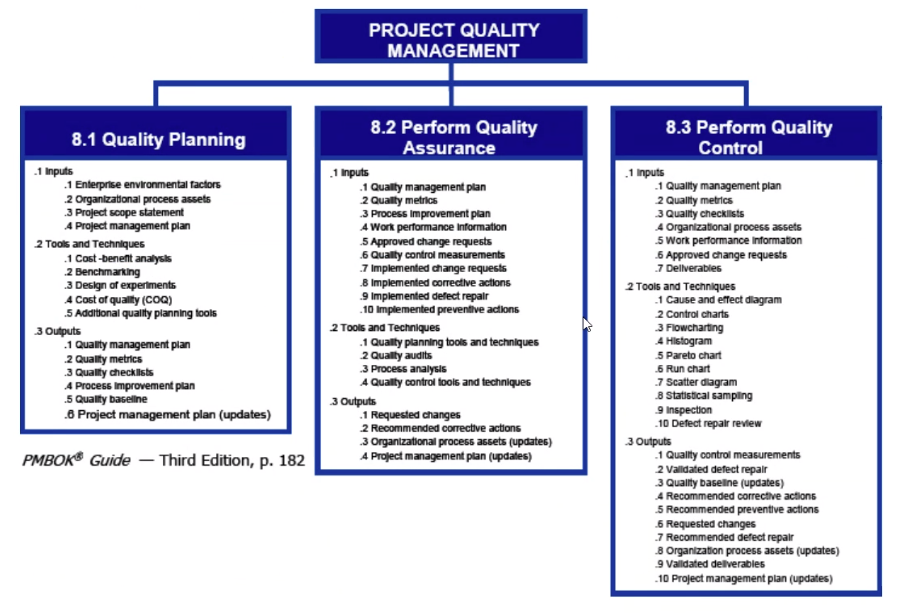 PROJECT QUALITY
MANAGEMENT
8.1 Quality Planning
.1 Inputs
.1 Enterprise environmental factors
.2 Organizational process assets
.3 Project scope statement
.4 Project management plan
.2 Tools and Techniques
.1 Cost -benefit analysis
.2 Benchmarking
.3 Design of experiments
.4 Cost of quality (COQ)
.5 Additional quality planning tools
.3 Outputs
.1 Quality management plan
.2 Quality metrics
.3 Quality checklists
.4 Process improvement plan
.5 Quality baseline
.6 Project management plan (updates)
PMBOK® Guide — Third Edition, p. 182
8.2 Perform Quality
Assurance
.1 Inputs
.1 Quality management plan
.2 Quality metrics
.3 Process improvement plan
.4 Work performance information
.5 Approved change requests
.6 Quality control measurements
.7 Implemented change requests
.8 Implemented corrective actions
.9 Implemented defect repair
.10 Implemented preventive actions
.2 Tools and Techniques
.1 Quality planning tools and techniques
.2 Quality audits
.3 Process analysis
.4 Quality control tools and techniques
.3 Outputs
.1 Requested changes
.2 Recommended corrective actions
.3 Organizational process assets (updates)
.4 Project management plan (updates)
8.3 Perform Quality
Control
.1 Inputs
.1 Quality management plan
.2 Quality metrics
.3 Quality checklists
.4 Organizational process assets
.5 Work performance information
.6 Approved change requests
.7 Deliverables
.2 Tools and Techniques
.1 Cause and effect diagram
.2 Control charts
.3 Flowcharting
.4 Histogram
.5 Pareto chart
.6 Run chart
.7 Scatter diagram
.8 Statistical sampling
.9 Inspection
.10 Defect repair review
.3 Outputs
.1 Quality control measurements
.2 Validated defect repair
.3 Quality baseline (updates)
.4 Recommended corrective actions
.5 Recommended preventive actions
.6 Requested changes
.7 Recommended defect repair
.8 Organization process assets (updates)
.9 Validated deliverables
.10 Project management plan (updates)